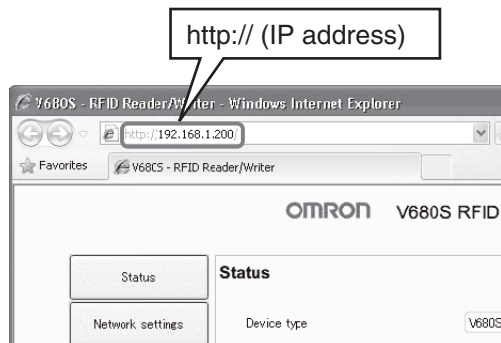 http:// (IP address)
V680S - RFID Reader/Writer - Windows Internet Explorer
http://192.168.1.200/
Favorites
V680S - RFID Reader/Writer
OMRON V680S RFID
Status
Status
Network settings
Device type
V680S